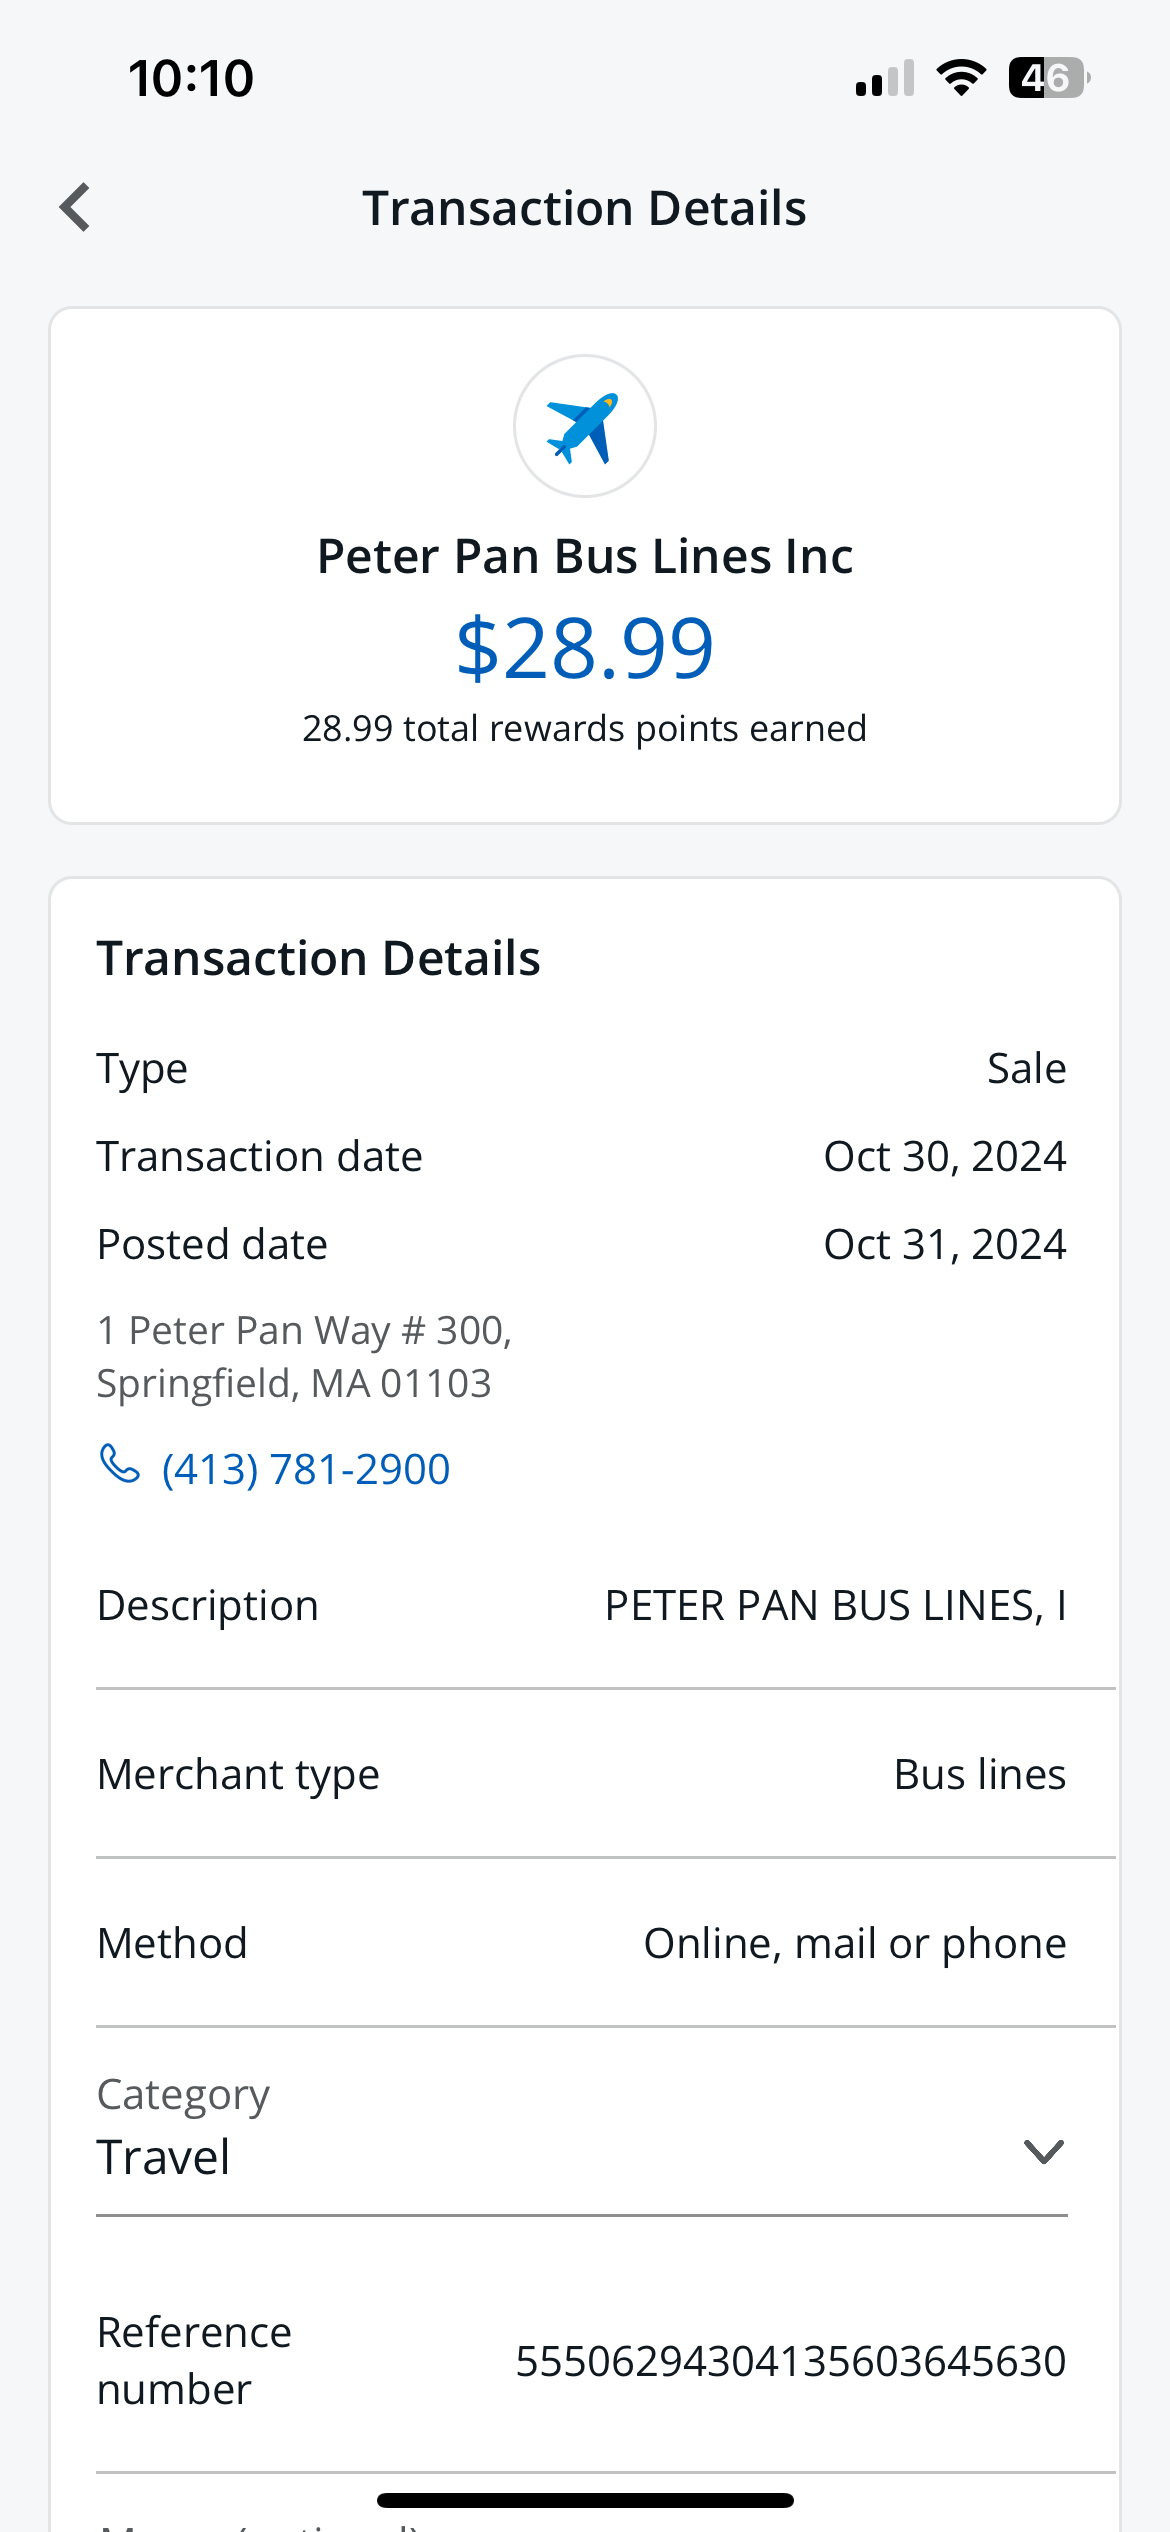 10:10
46
Transaction Details
Peter Pan Bus Lines Inc
$28.99
28.99 total rewards points earned
Transaction Details
Type Sale
Transaction date Oct 30, 2024
Posted date Oct 31, 2024
1 Peter Pan Way # 300,
Springfield, MA 01103
(413) 781-2900
Description PETER PAN BUS LINES, I
Merchant type Bus lines
Method Online, mail or phone
Category
Travel
Reference
number 55506294304135603645630